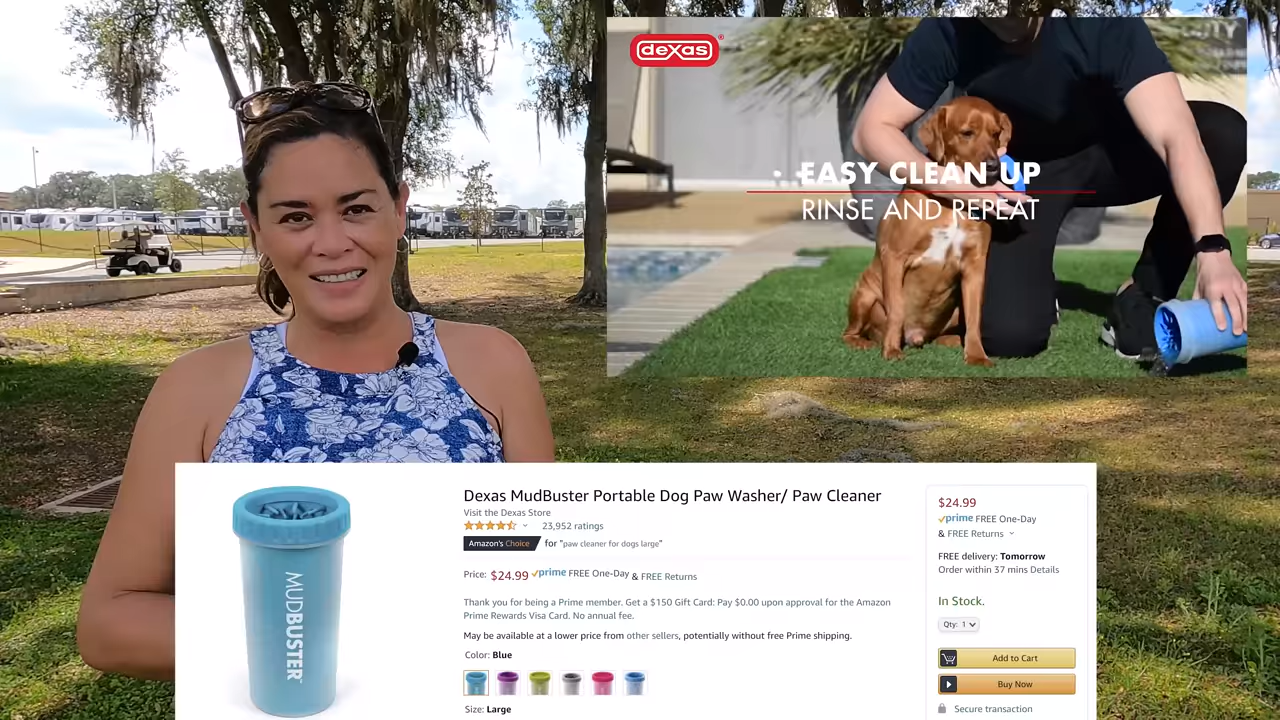 dexas
EASY CLEAN UP
RINSE AND REPEAT
MUDBUSTER
Dexas MudBuster Portable Dog Paw Washer/ Paw Cleaner
Visit the Dexas Store
23,952 ratings
Amazon's Choice for "paw cleaner for dogs large"
Price: $24.99 prime FREE One-Day & FREE Returns
Thank you for being a Prime member. Get a $150 Gift Card: Pay $0.00 upon approval for the Amazon
Prime Rewards Visa Card. No annual fee.
May be available at a lower price from other sellers, potentially without free Prime shipping.
Color: Blue
Size: Large
$24.99
prime FREE One-Day
& FREE Returns
FREE delivery: Tomorrow
Order within 37 mins Details
In Stock.
Qty: 1
Add to Cart
Buy Now
Secure transaction